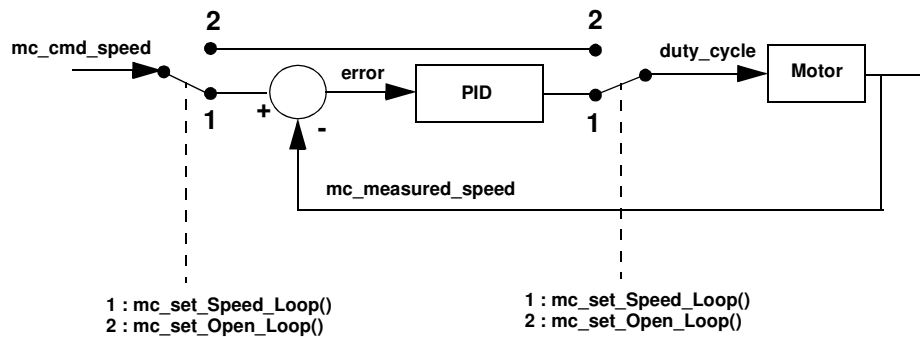 2
2
mc_cmd_speed
duty_cycle
error
Motor
PID
+
1
-
1
mc_measured_speed
1 : mc_set_Speed_Loop()
2 : mc_set_Open_Loop()
1 : mc_set_Speed_Loop()
2 : mc_set_Open_Loop()